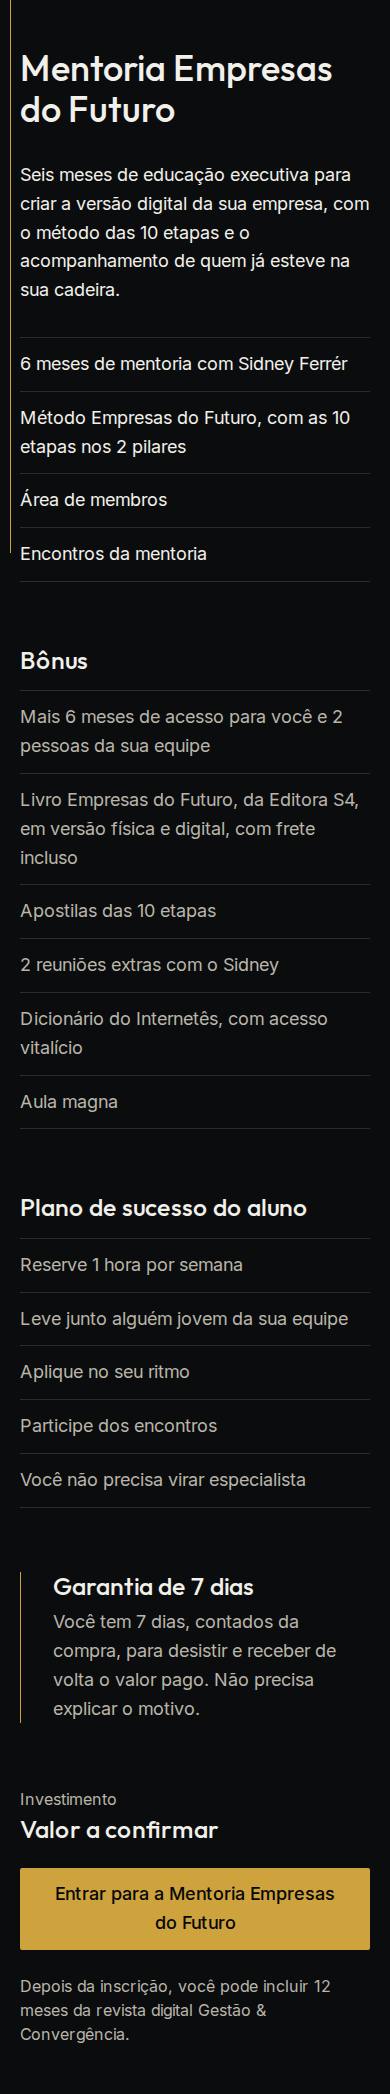 Mentoria Empresas
do Futuro
Seis meses de educação executiva para
criar a versão digital da sua empresa, com
o método das 10 etapas e o
acompanhamento de quem já esteve na
sua cadeira.
6 meses de mentoria com Sidney Ferrér
Método Empresas do Futuro, com as 10
etapas nos 2 pilares
Área de membros
Encontros da mentoria
Bônus
Mais 6 meses de acesso para você e 2
pessoas da sua equipe
Livro Empresas do Futuro, da Editora S4,
em versão física e digital, com frete
incluso
Apostilas das 10 etapas
2 reuniões extras com o Sidney
Dicionário do Internetês, com acesso
vitalício
Aula magna
Plano de sucesso do aluno
Reserve 1 hora por semana
Leve junto alguém jovem da sua equipe
Aplique no seu ritmo
Participe dos encontros
Você não precisa virar especialista
Garantia de 7 dias
Você tem 7 dias, contados da
compra, para desistir e receber de
volta o valor pago. Não precisa
explicar o motivo.
Investimento
Valor a confirmar
Entrar para a Mentoria Empresas
do Futuro
Depois da inscrição, você pode incluir 12
meses da revista digital Gestão &
Convergência.